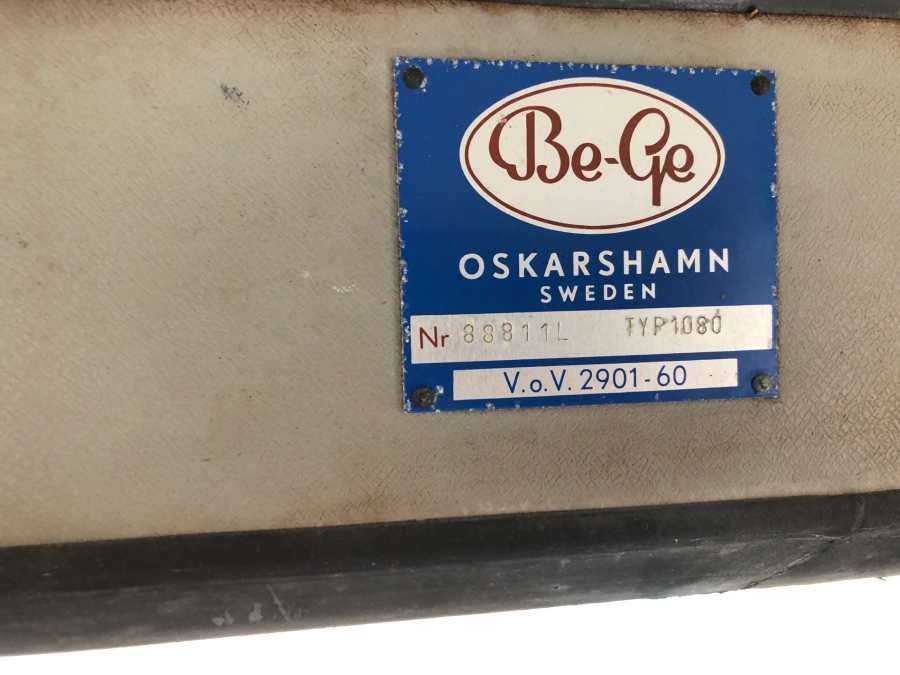 Be-Ge
OSKARSHAMN
SWEDEN
Nr 88811L TYP1080
V.o.V. 2901-60